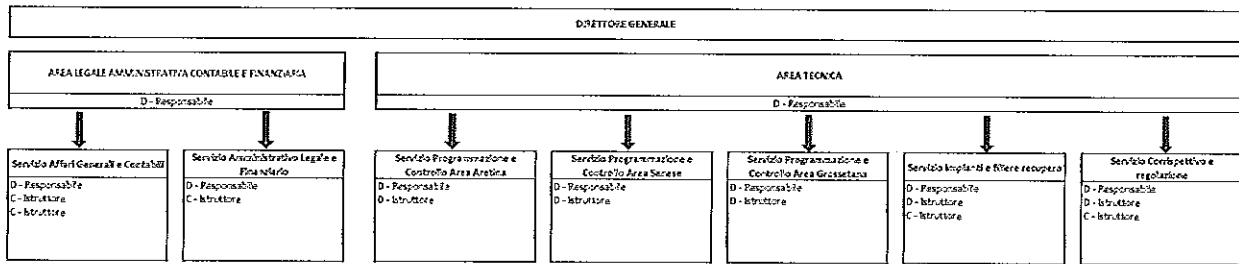 DIRETTORE GENERALE
AREA LEGALE AMMINISTRATIVA CONTABILE E FINANZIARIA
D - Responsabile
AREA TECNICA
D - Responsabile
Servizio Affari Generali e Contabili
D - Responsabile
C - Istruttore
C - Istruttore
Servizio Amministrativo Legale e
Finanziario
D - Responsabile
C - Istruttore
Servizio Programmazione e
Controllo Area Aretina
D - Responsabile
D - Istruttore
Servizio Programmazione e
Controllo Area Senese
D - Responsabile
D - Istruttore
Servizio Programmazione e
Controllo Area Grossetana
D - Responsabile
D - Istruttore
Servizio Impianti e filiere recupero
D - Responsabile
D - Istruttore
C - Istruttore
Servizio Corrispettivo e
regolazione
D - Responsabile
D - Istruttore
C - Istruttore